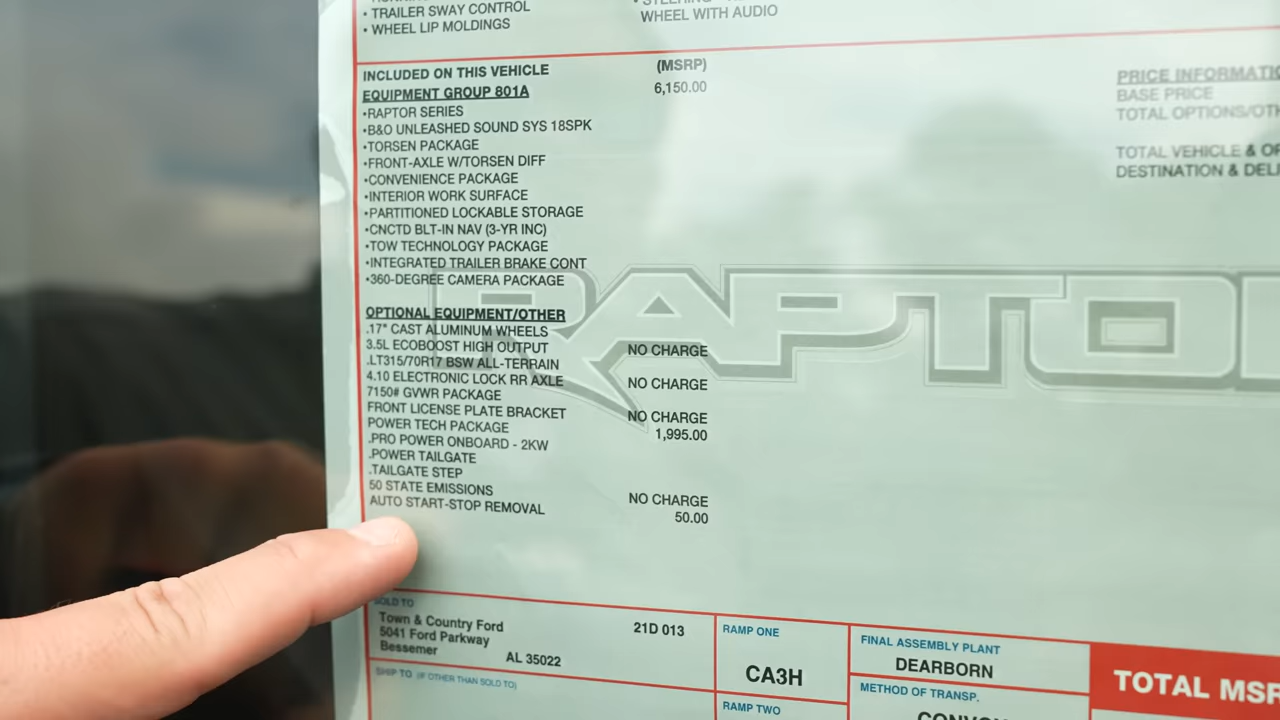 • TRAILER SWAY CONTROL
• WHEEL LIP MOLDINGS
WHEEL WITH AUDIO
INCLUDED ON THIS VEHICLE (MSRP)
EQUIPMENT GROUP 801A 6,150.00
•RAPTOR SERIES
•B&O UNLEASHED SOUND SYS 18SPK
•TORSEN PACKAGE
•FRONT-AXLE W/TORSEN DIFF
•CONVENIENCE PACKAGE
•INTERIOR WORK SURFACE
•PARTITIONED LOCKABLE STORAGE
•CNCTD BLT-IN NAV (3-YR INC)
•TOW TECHNOLOGY PACKAGE
•INTEGRATED TRAILER BRAKE CONT
•360-DEGREE CAMERA PACKAGE
OPTIONAL EQUIPMENT/OTHER
.17" CAST ALUMINUM WHEELS
3.5L ECOBOOST HIGH OUTPUT NO CHARGE
.LT315/70R17 BSW ALL-TERRAIN
4.10 ELECTRONIC LOCK RR AXLE NO CHARGE
7150# GVWR PACKAGE
FRONT LICENSE PLATE BRACKET NO CHARGE
POWER TECH PACKAGE 1,995.00
.PRO POWER ONBOARD - 2KW
.POWER TAILGATE
.TAILGATE STEP
50 STATE EMISSIONS NO CHARGE
AUTO START-STOP REMOVAL 50.00
PRICE INFORMATI
BASE PRICE
TOTAL OPTIONS/OT
TOTAL VEHICLE & OP
DESTINATION & DELI
RAPTO
SOLD TO
Town & Country Ford 21D 013
5041 Ford Parkway
Bessemer AL 35022
SHIP TO (IF OTHER THAN SOLD TO)
RAMP ONE
CA3H
RAMP TWO
FINAL ASSEMBLY PLANT
DEARBORN
METHOD OF TRANSP.
TOTAL MSR